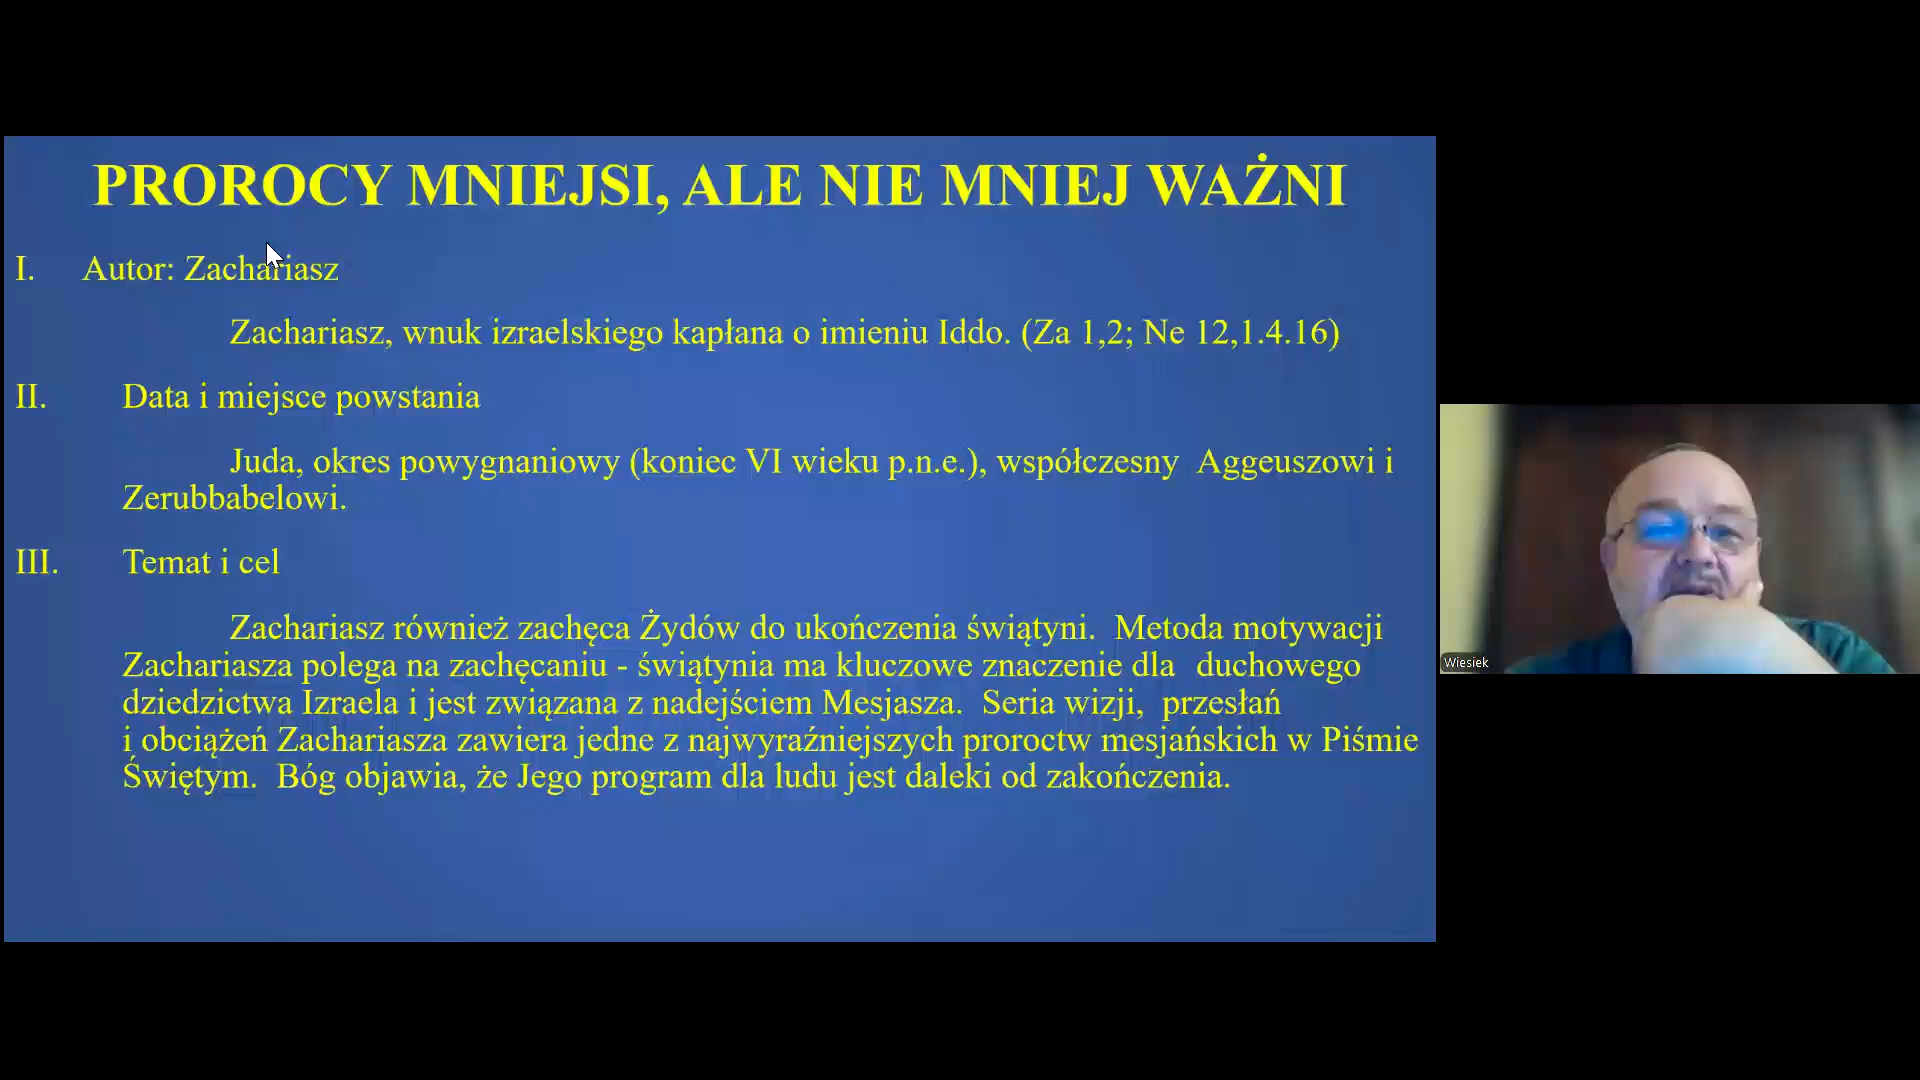 PROROCY MNIEJSI, ALE NIE MNIEJ WAŻNI
I. Autor: Zachariasz
Zachariasz, wnuk izraelskiego kapłana o imieniu Iddo. (Za 1,2; Ne 12,1.4.16)
II. Data i miejsce powstania
Juda, okres powygnaniowy (koniec VI wieku p.n.e.), współczesny Aggeuszowi i
Zerubbabelowi.
III. Temat i cel
Zachariasz również zachęca Żydów do ukończenia świątyni. Metoda motywacji
Zachariasza polega na zachęcaniu - świątynia ma kluczowe znaczenie dla duchowego
dziedzictwa Izraela i jest związana z nadejściem Mesjasza. Seria wizji, przesłań
i obciążeń Zachariasza zawiera jedne z najwyraźniejszych proroctw mesjańskich w Piśmie
Świętym. Bóg objawia, że Jego program dla ludu jest daleki od zakończenia.
Wiesiek